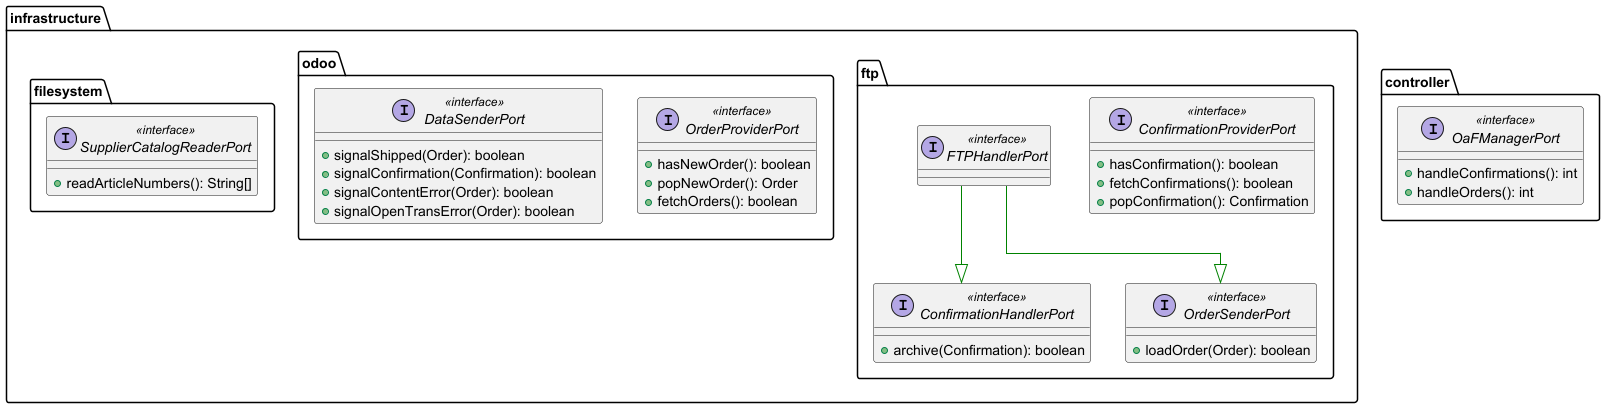 infrastructure
filesystem
I
«interface»
SupplierCatalogReaderPort
readArticleNumbers(): String[]
odoo
I
«interface»
DataSenderPort
signalShipped(Order): boolean
signalConfirmation(Confirmation): boolean
signalContentError(Order): boolean
signalOpenTransError(Order): boolean
I
«interface»
OrderProviderPort
hasNewOrder(): boolean
popNewOrder(): Order
fetchOrders(): boolean
ftp
I
«interface»
FTPHandlerPort
I
«interface»
ConfirmationProviderPort
hasConfirmation(): boolean
fetchConfirmations(): boolean
popConfirmation(): Confirmation
I
«interface»
ConfirmationHandlerPort
archive(Confirmation): boolean
I
«interface»
OrderSenderPort
loadOrder(Order): boolean
controller
I
«interface»
OaFManagerPort
handleConfirmations(): int
handleOrders(): int